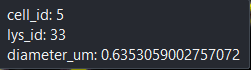 cell_id: 5
lys_id: 33
diameter_um: 0.6353059002757072